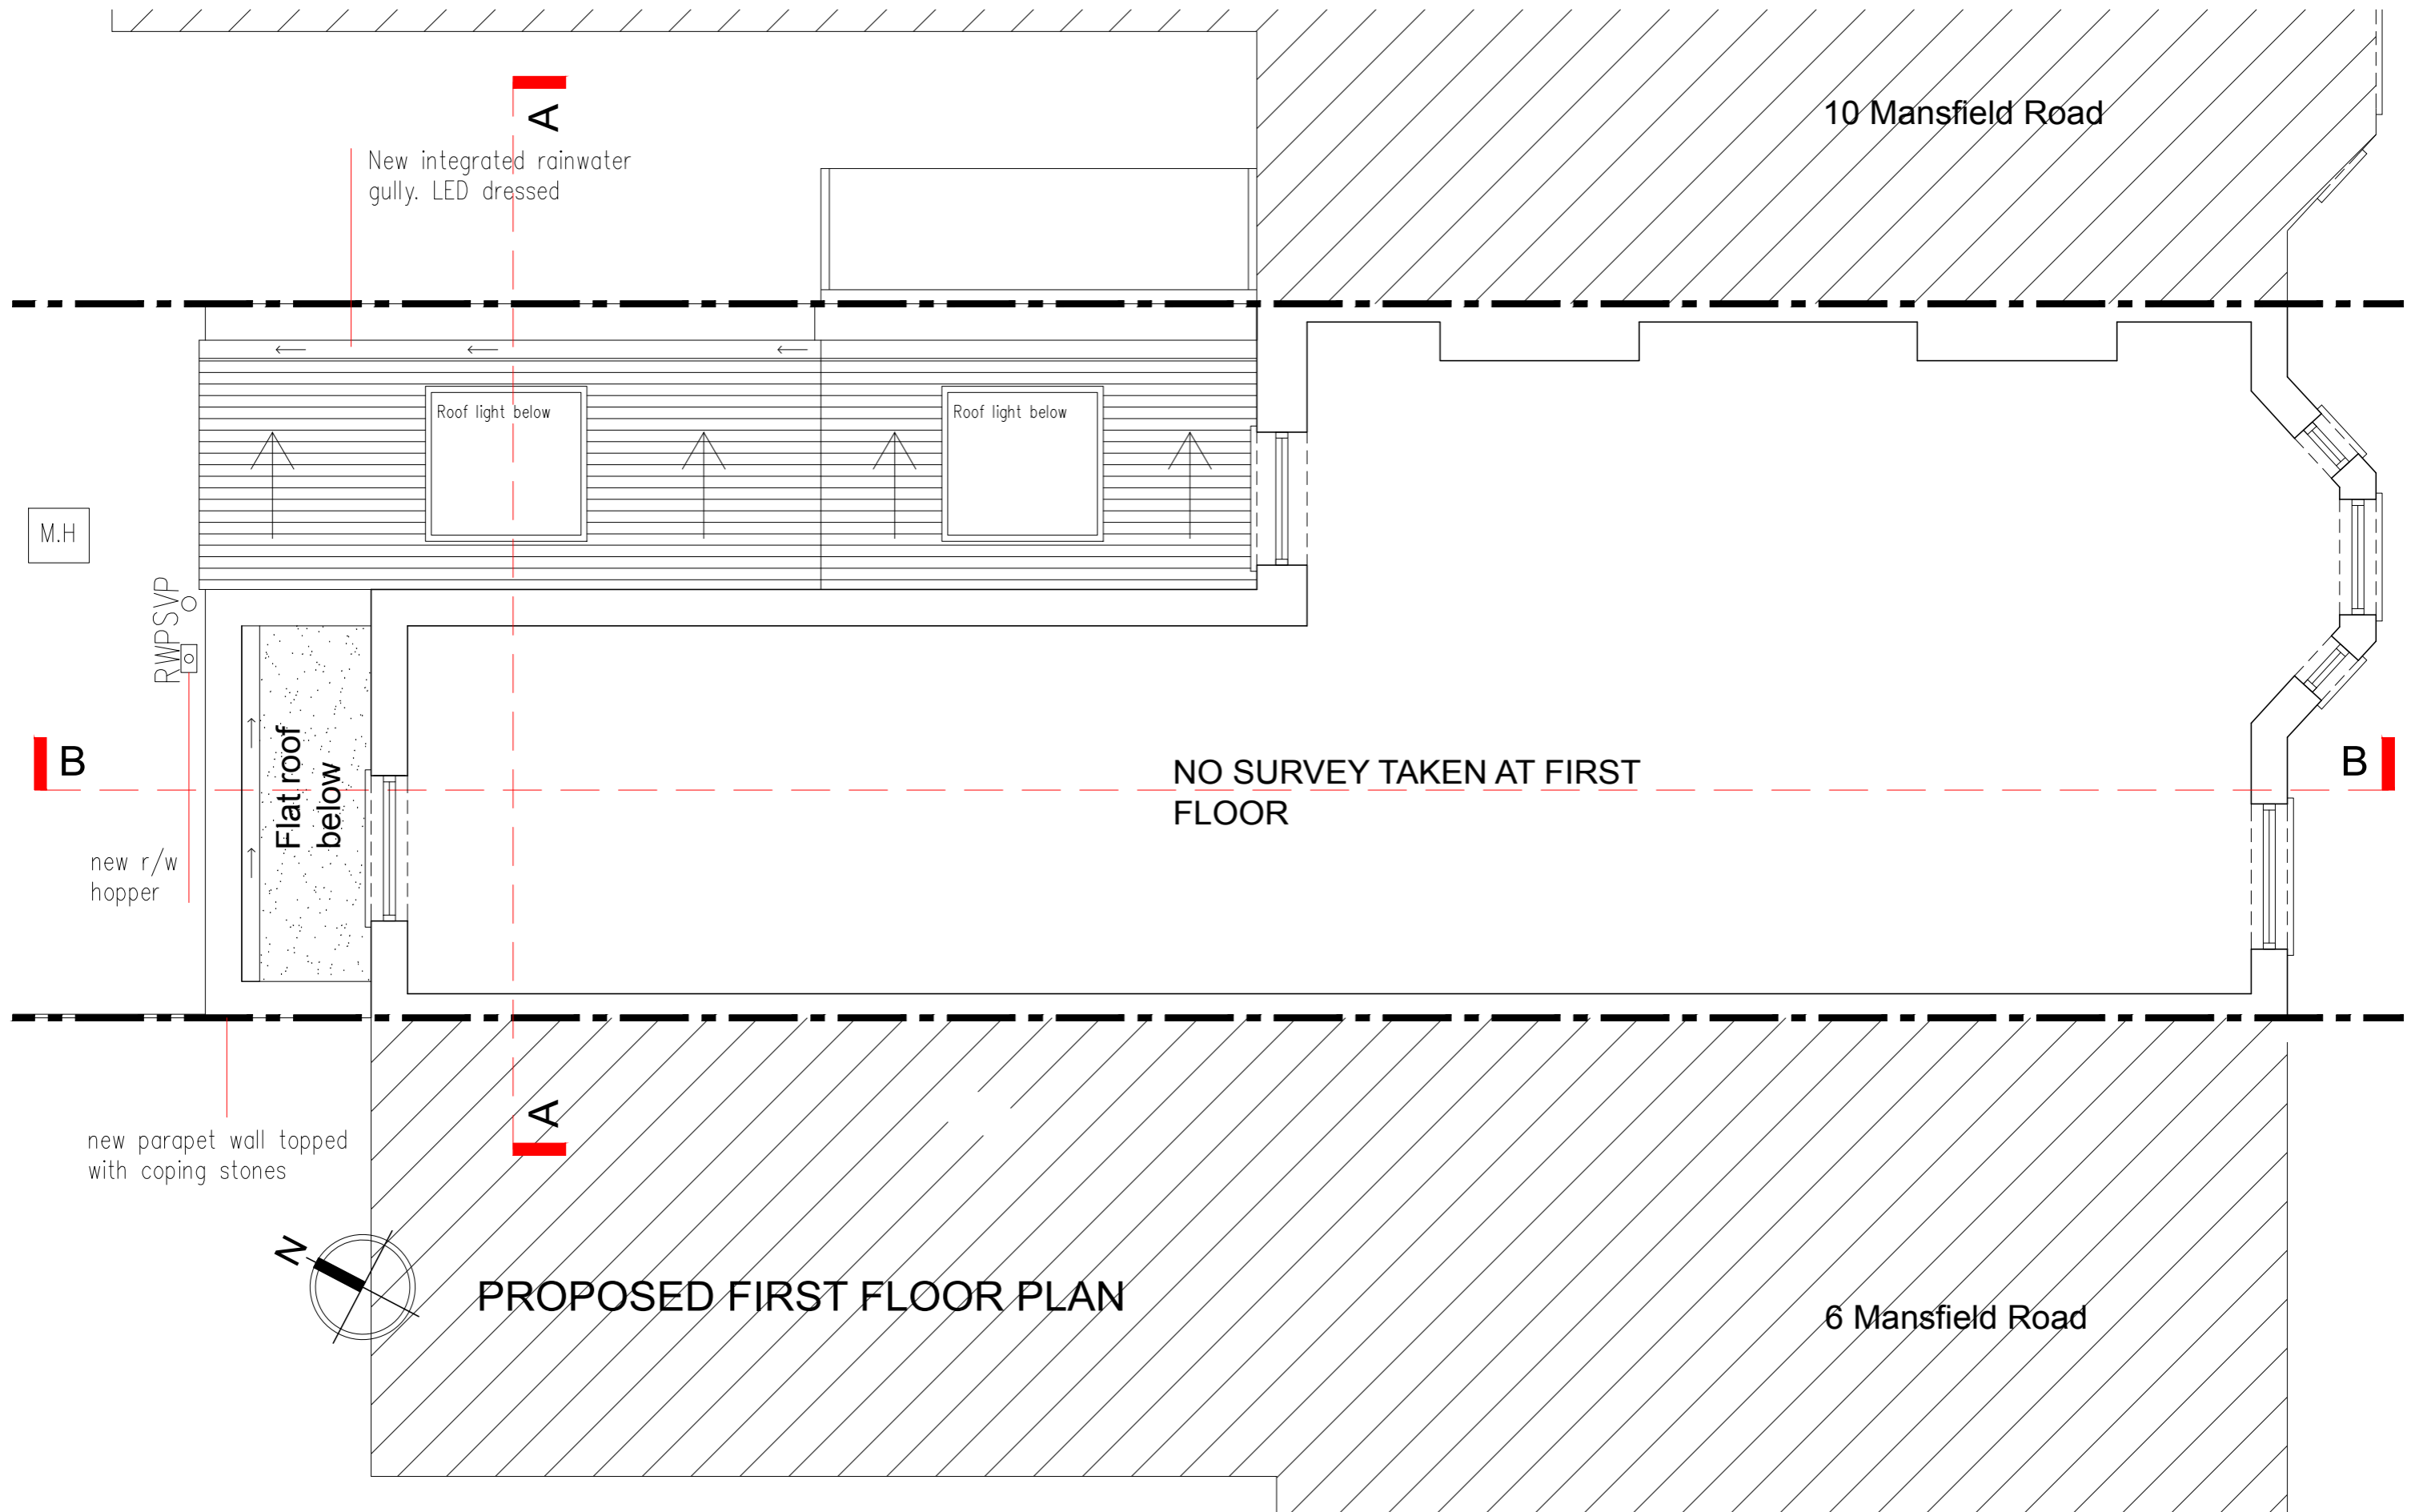 10 Mansfield Road
A
New integrated rainwater
gully. LED dressed
Roof light below
Roof light below
M.H
SVP
RWP
B
Flat roof
below
NO SURVEY TAKEN AT FIRST
FLOOR
B
new r/w
hopper
A
new parapet wall topped
with coping stones
N
PROPOSED FIRST FLOOR PLAN
6 Mansfield Road